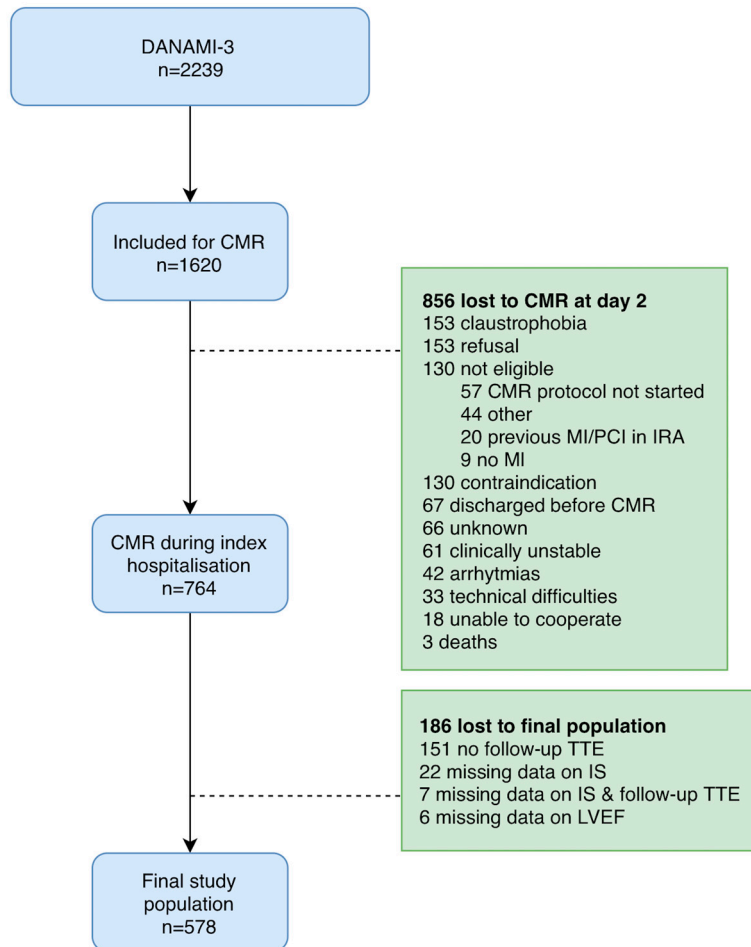 DANAMI-3
n=2239
Included for CMR
n=1620
856 lost to CMR at day 2
153 claustrophobia
153 refusal
130 not eligible
57 CMR protocol not started
44 other
20 previous MI/PCI in IRA
9 no MI
130 contraindication
67 discharged before CMR
66 unknown
61 clinically unstable
42 arrhytmias
33 technical difficulties
18 unable to cooperate
3 deaths
CMR during index
hospitalisation
n=764
186 lost to final population
151 no follow-up TTE
22 missing data on IS
7 missing data on IS & follow-up TTE
6 missing data on LVEF
Final study
population
n=578